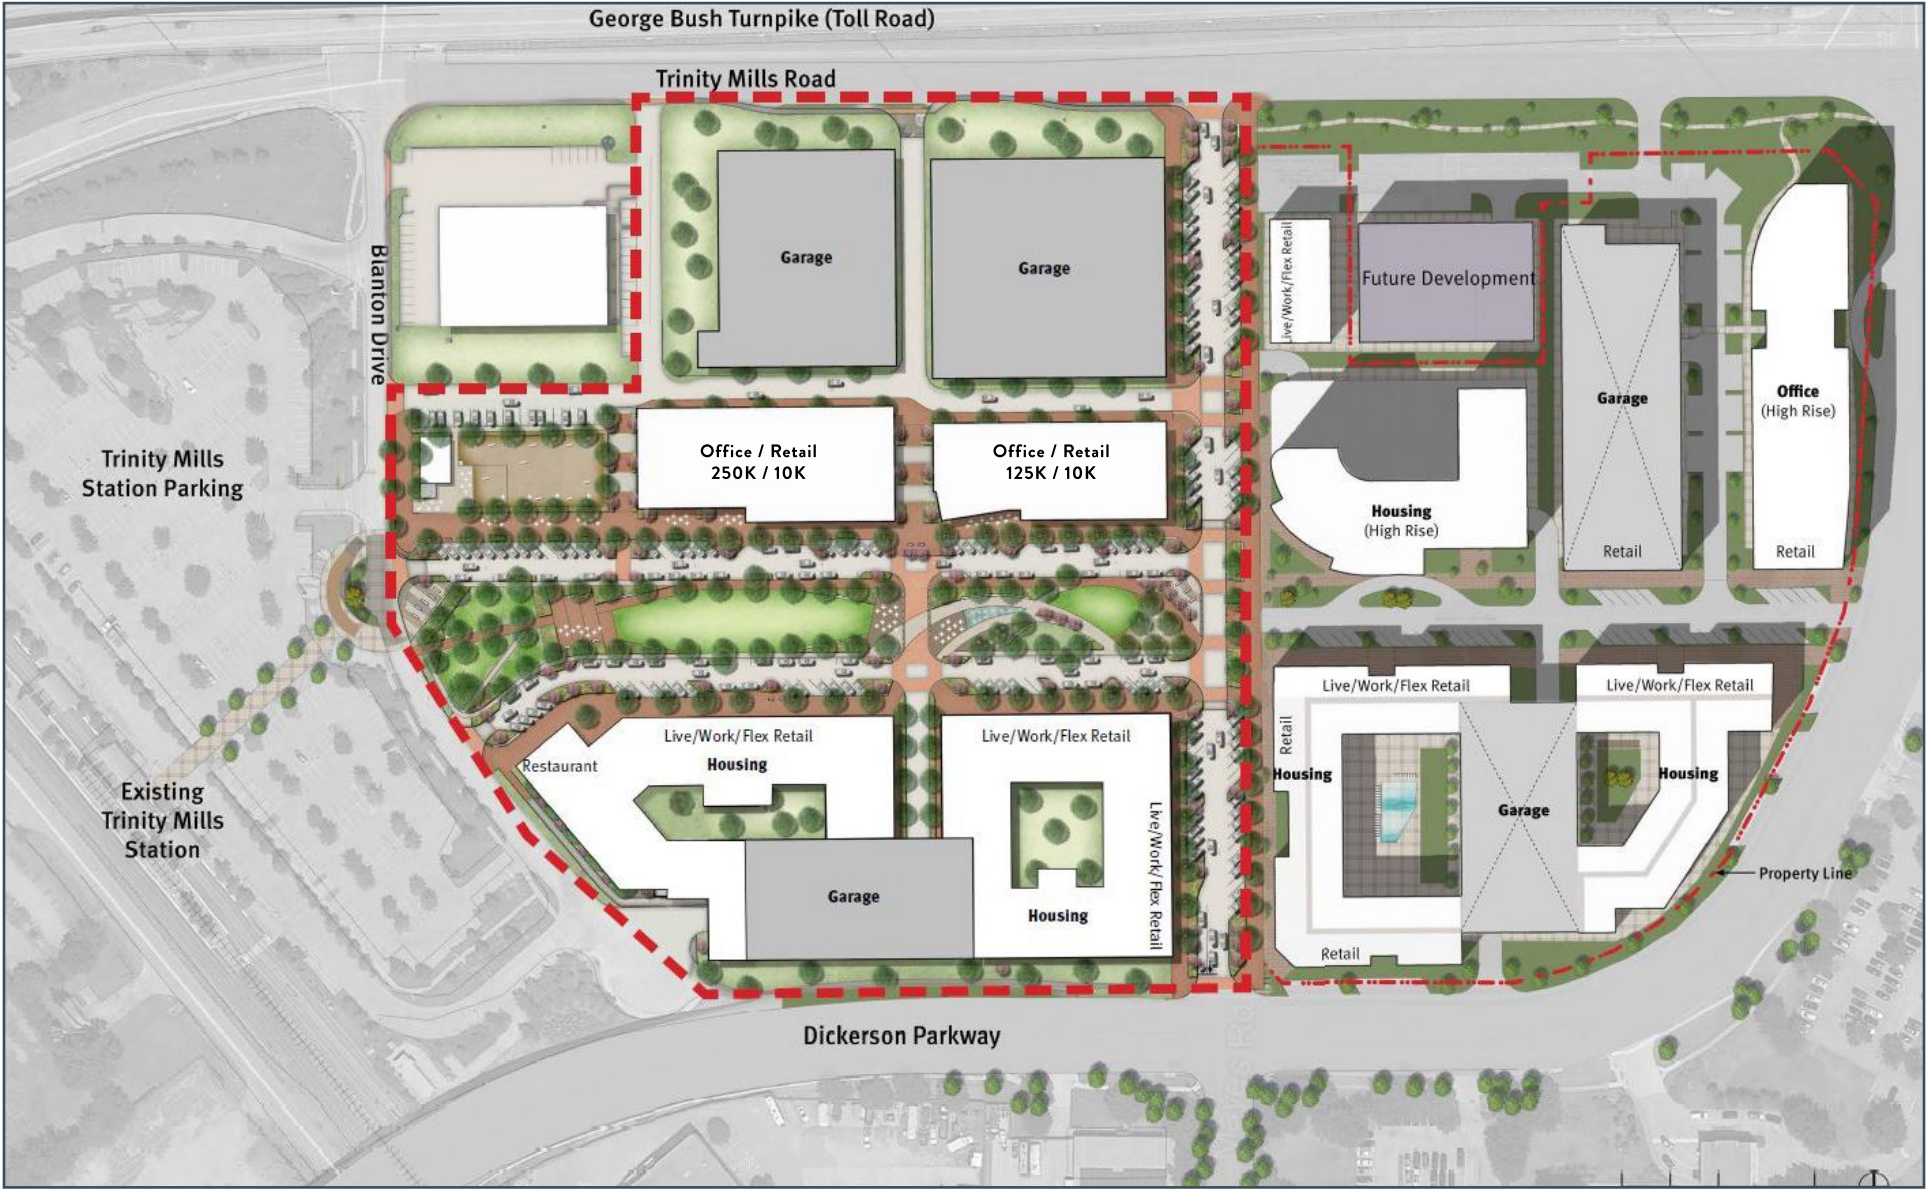 George Bush Turnpike (Toll Road)
Trinity Mills Road
Blanton Drive
Garage
Garage
Live/Work/Flex Retail
Future Development
Garage
Office
(High Rise)
Trinity Mills
Station Parking
Office / Retail
250K / 10K
Office / Retail
125K / 10K
Housing
(High Rise)
Retail
Retail
Live/Work/Flex Retail
Housing
Restaurant
Live/Work/Flex Retail
Live/Work/Flex Retail
Live/Work/Flex Retail
Retail
Housing
Housing
Existing
Trinity Mills
Station
Live/Work/Flex Retail
Garage
Property Line
Garage
Housing
Retail
Dickerson Parkway